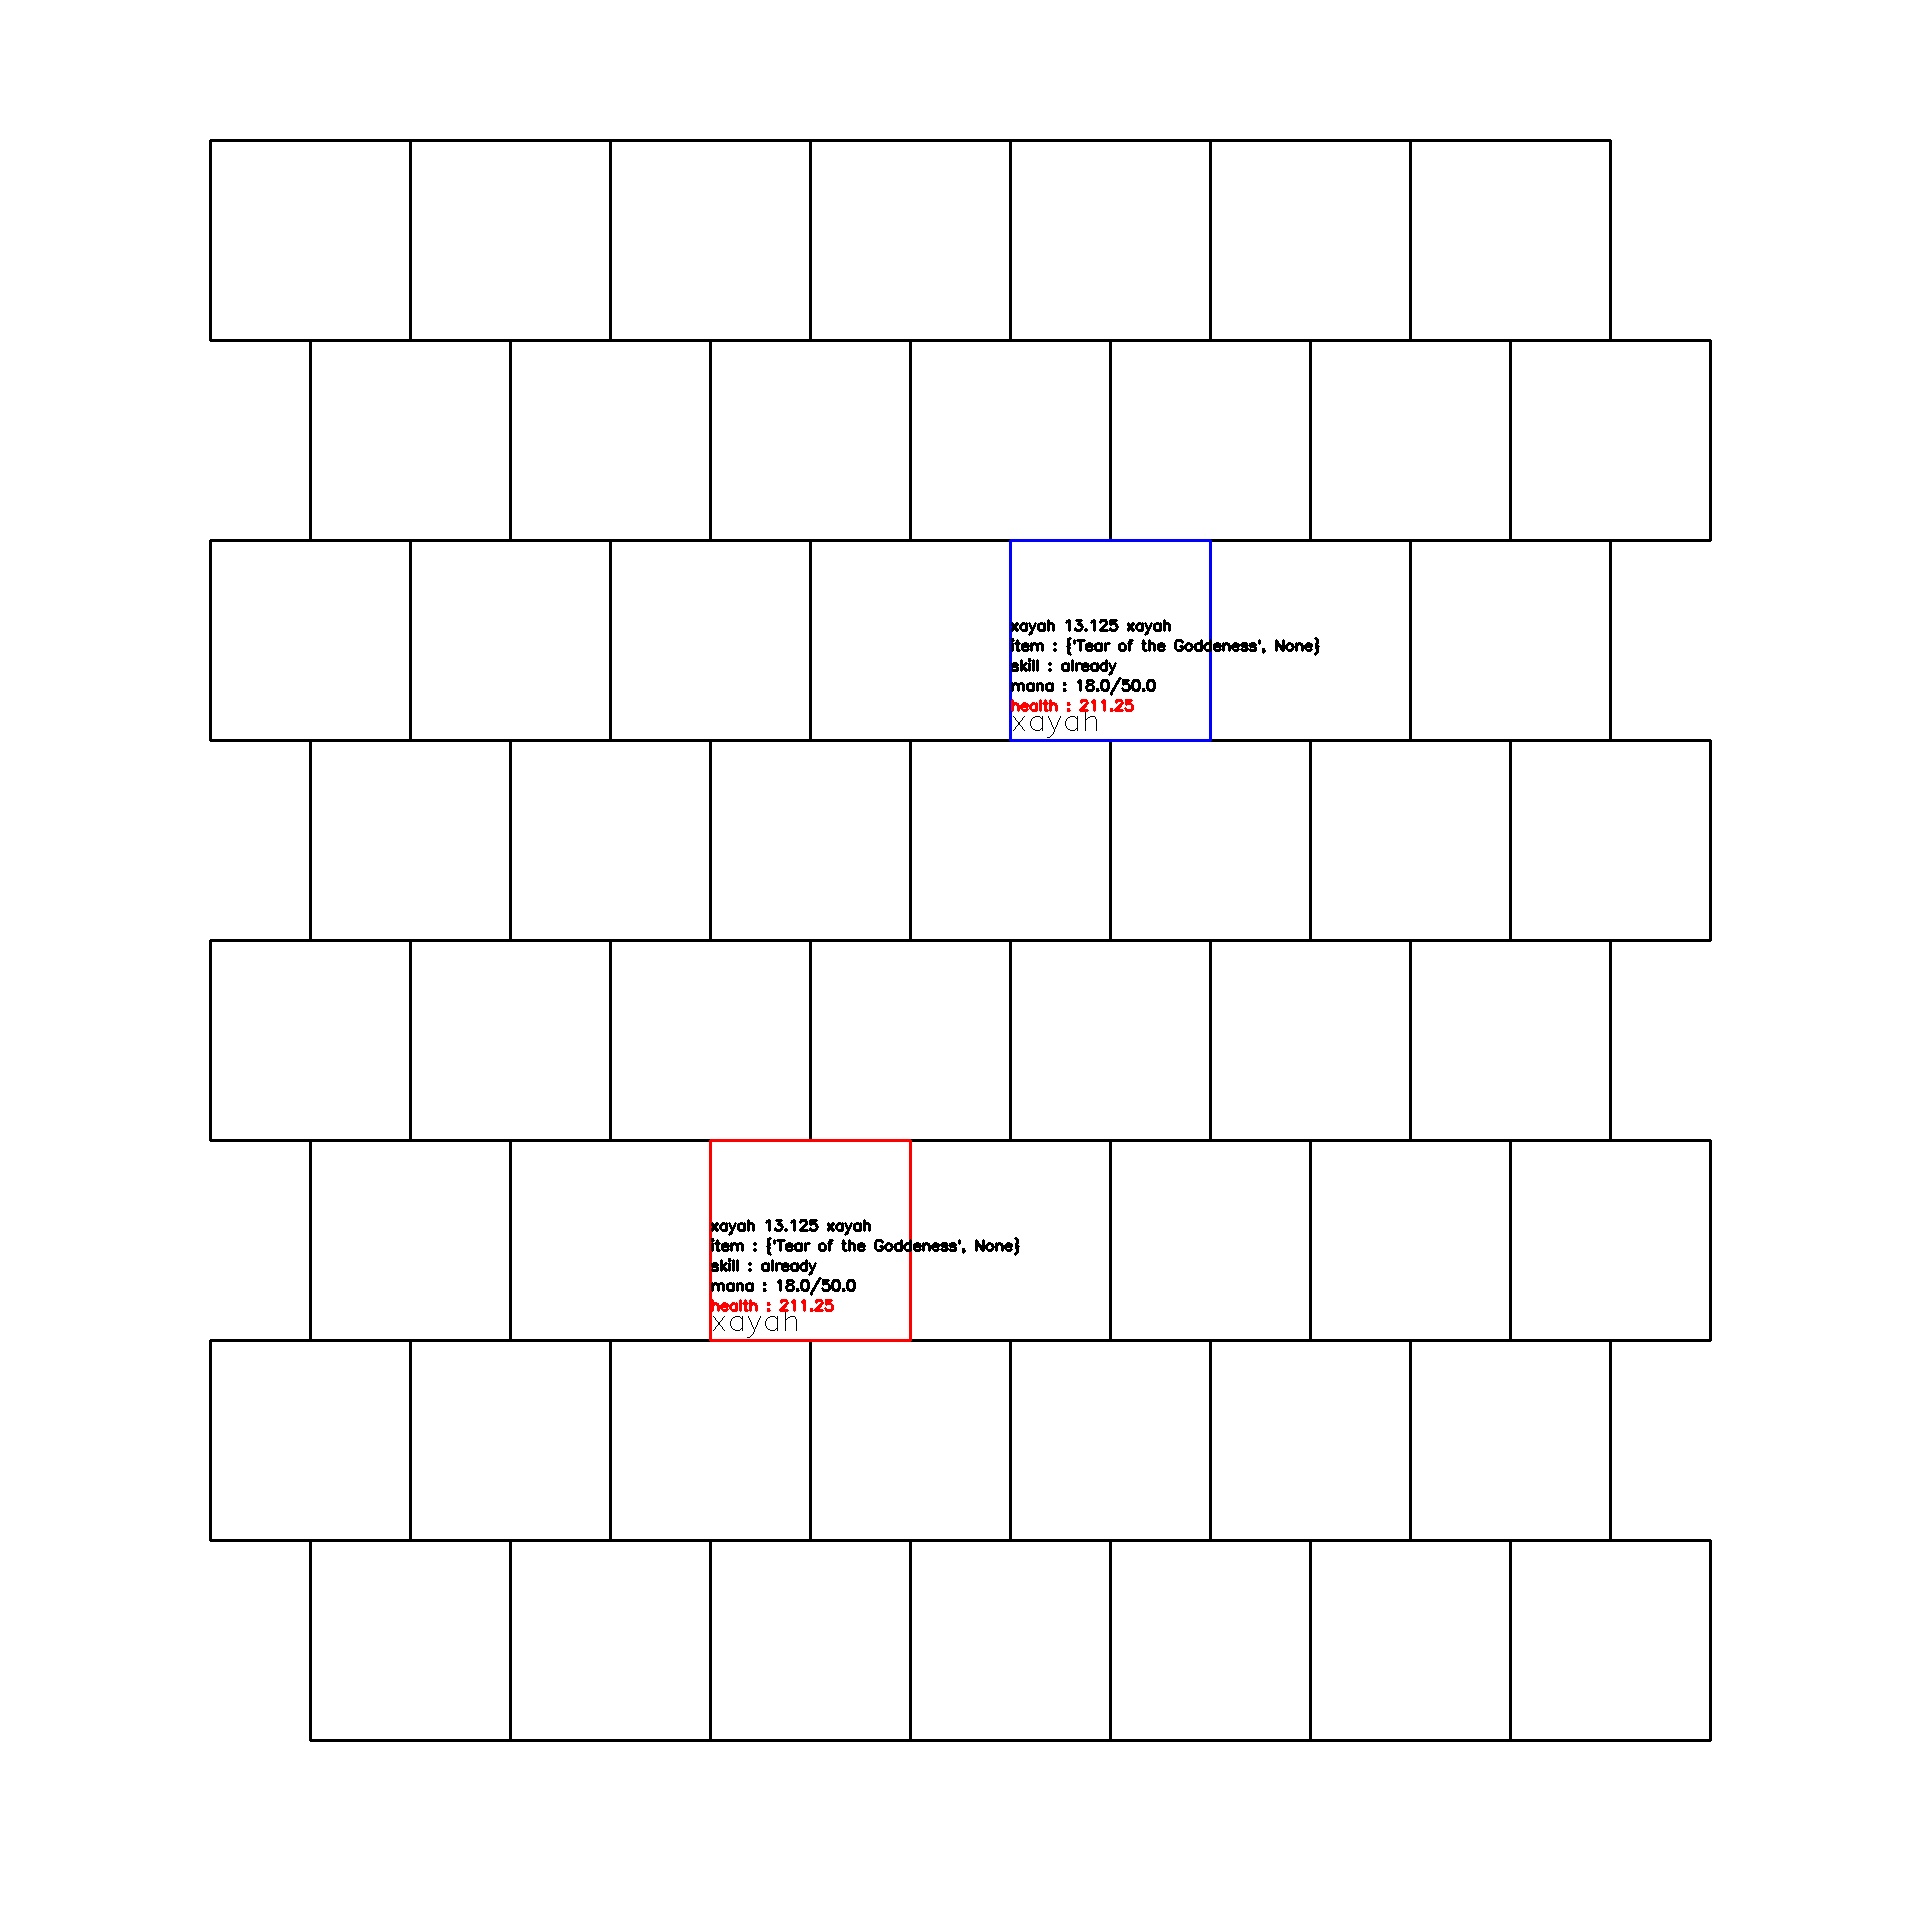 xayah 13.125 xayah
item : {'Tear of the Goddeness', None}
skill : already
mana : 18.0/50.0
health : 211.25
xayah
xayah 13.125 xayah
item : {'Tear of the Goddeness', None}
skill : already
mana : 18.0/50.0
health : 211.25
xayah